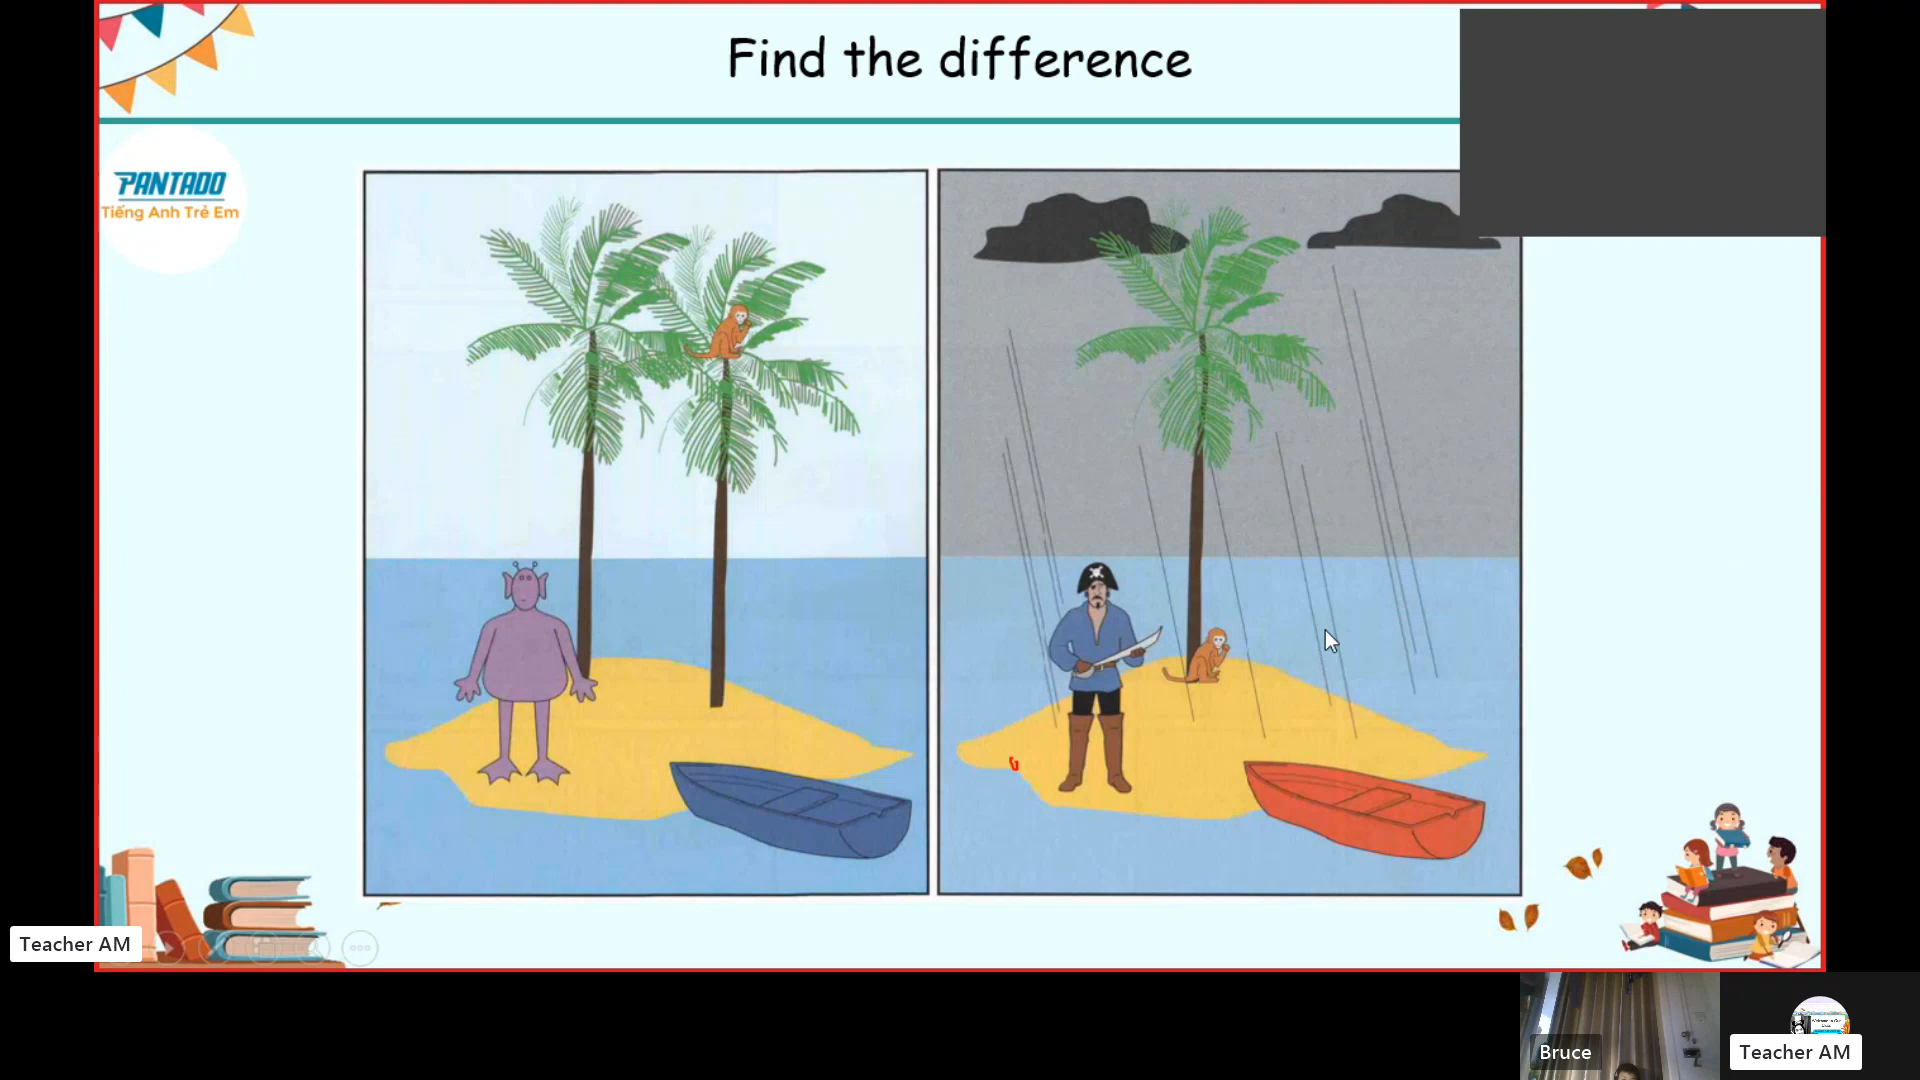 Find the difference
PANTADO
Tiếng Anh Trẻ Em
Teacher AM
Bruce
Teacher AM